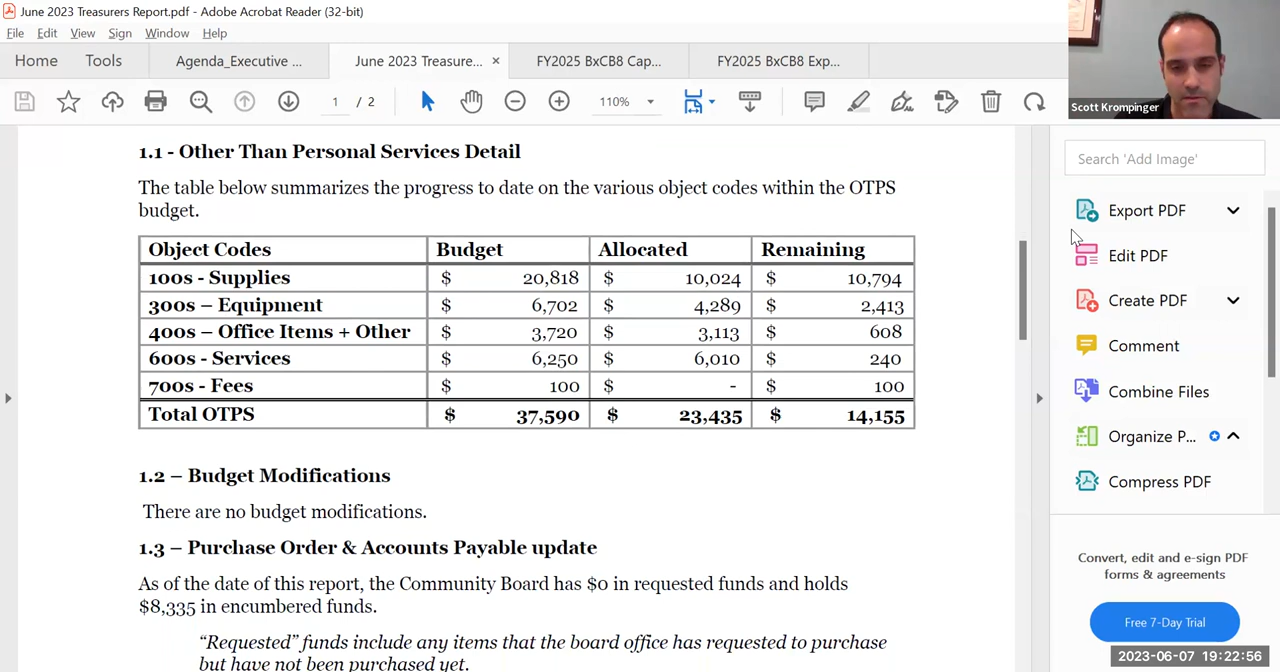 June 2023 Treasurers Report.pdf - Adobe Acrobat Reader (32-bit)
File Edit View Sign Window Help
Home Tools Agenda_Executive ... June 2023 Treasure... × FY2025 BxCB8 Cap... FY2025 BxCB8 Exp...
1 / 2 110%
Scott Krompinger
1.1 - Other Than Personal Services Detail
The table below summarizes the progress to date on the various object codes within the OTPS
budget.
Object Codes Budget Allocated Remaining
100s - Supplies $ 20,818 $ 10,024 $ 10,794
300s – Equipment $ 6,702 $ 4,289 $ 2,413
400s – Office Items + Other $ 3,720 $ 3,113 $ 608
600s - Services $ 6,250 $ 6,010 $ 240
700s - Fees $ 100 $ - $ 100
Total OTPS $ 37,590 $ 23,435 $ 14,155
1.2 – Budget Modifications
There are no budget modifications.
1.3 – Purchase Order & Accounts Payable update
As of the date of this report, the Community Board has $0 in requested funds and holds
$8,335 in encumbered funds.
“Requested” funds include any items that the board office has requested to purchase
but have not been purchased yet.
Search 'Add Image'
Export PDF
Edit PDF
Create PDF
Comment
Combine Files
Organize P...
Compress PDF
Convert, edit and e-sign PDF
forms & agreements
Free 7-Day Trial
2023-06-07 19:22:56